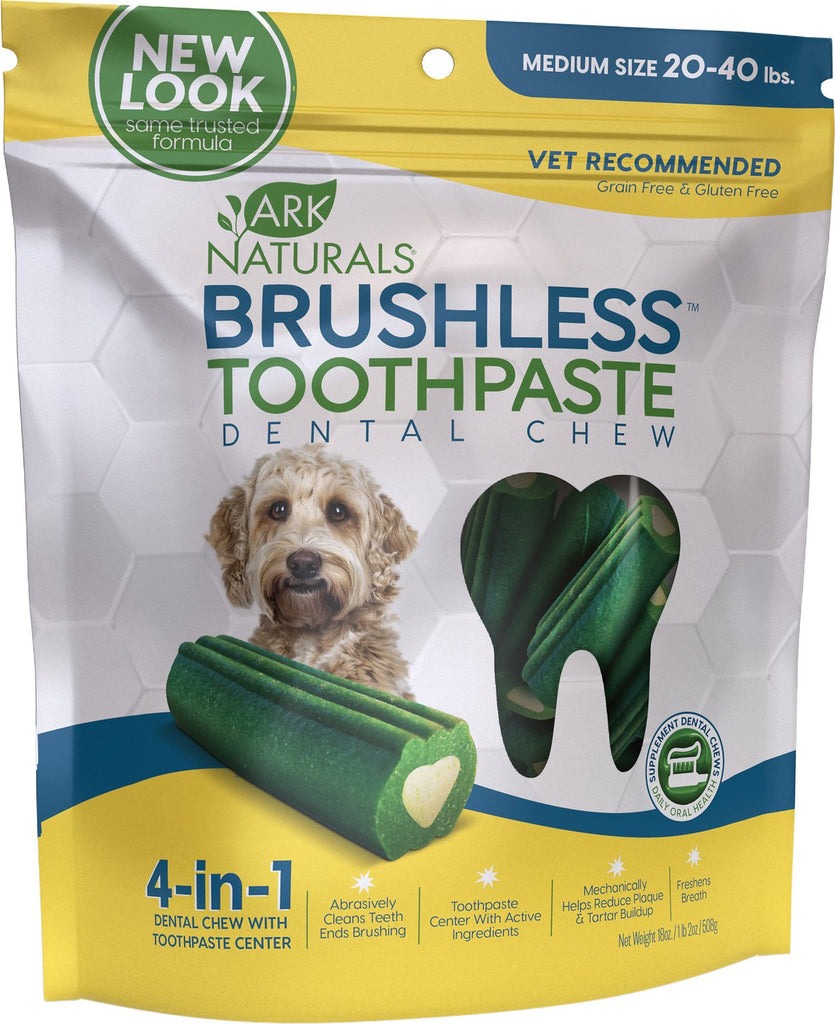 NEW
LOOK
same trusted
formula
MEDIUM SIZE 20-40 lbs.
VET RECOMMENDED
Grain Free & Gluten Free
ARK
NATURALS®
BRUSHLESS™
TOOTHPASTE
DENTAL CHEW
SUPPLEMENT DENTAL CHEWS
DAILY ORAL HEALTH
4-in-1
DENTAL CHEW WITH
TOOTHPASTE CENTER
Abrasively
Cleans Teeth
Ends Brushing
Toothpaste
Center With Active
Ingredients
Mechanically
Helps Reduce Plaque
& Tartar Buildup
Freshens
Breath
Net Weight 18oz./1 lb 2oz/508g